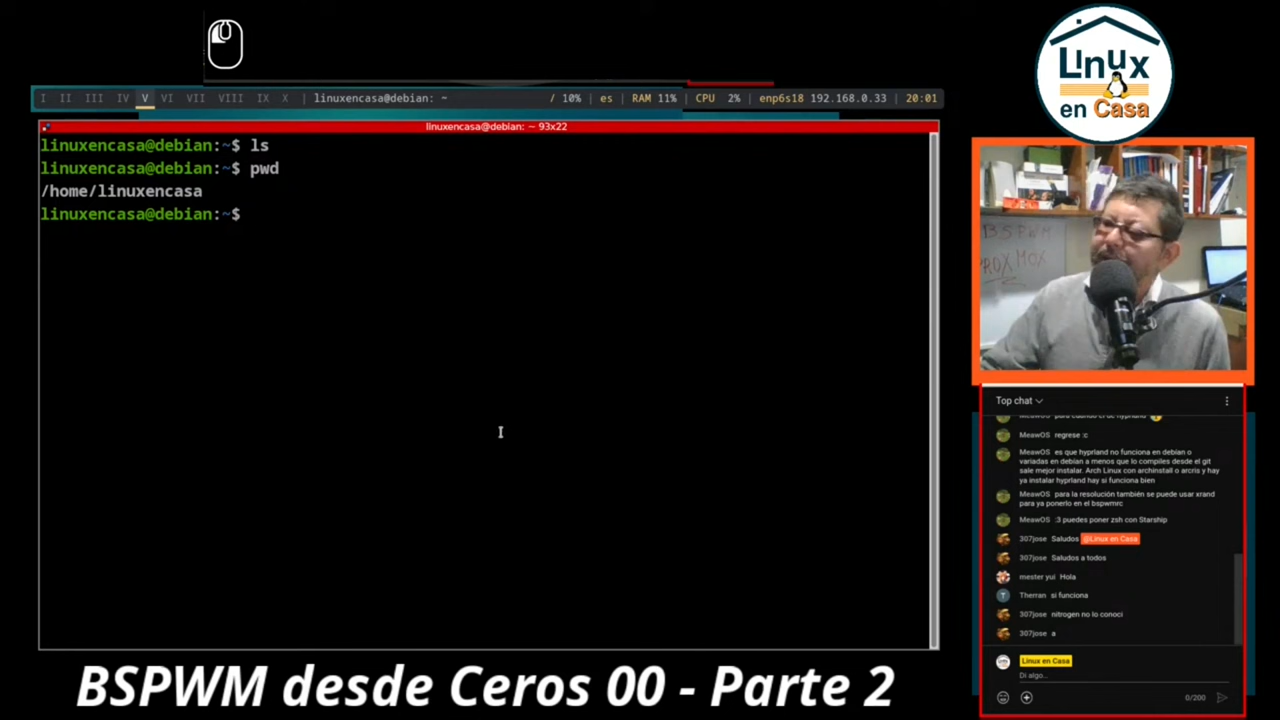 LINUX
en Casa
I II III IV V VI VII VIII IX X | linuxencasa@debian: ~ / 10% | es | RAM 11% | CPU 2% | enp6s18 192.168.0.33 | 20:01
linuxencasa@debian: ~ 93x22
linuxencasa@debian:~$ ls
linuxencasa@debian:~$ pwd
/home/linuxencasa
linuxencasa@debian:~$
BSPWM
PROXMOX
Top chat
MeawOS regrese :c
MeawOS es que hyprland no funciona en debian o
variadas en debian a menos que lo compiles desde el git
sale mejor instalar. Arch Linux con archinstall o arcris y hay
ya instalar hyprland hay si funciona bien
MeawOS para la resolución también se puede usar xrand
para ya ponerlo en el bspwmrc
MeawOS :3 puedes poner zsh con Starship
307jose Saludos @Linux en Casa
307jose Saludos a todos
mester yui Hola
T Therran si funciona
307jose nitrogen no lo conoci
307jose a
Linux en Casa
Di algo...
0/200
BSPWM desde Ceros 00 - Parte 2